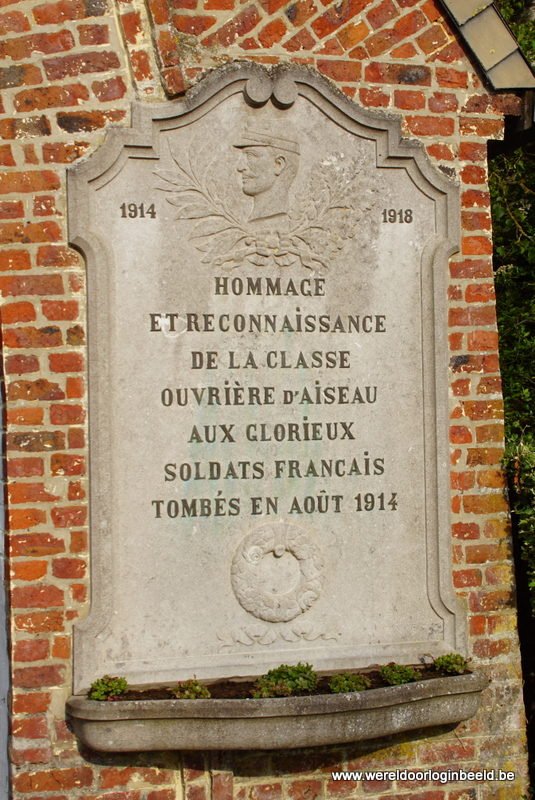 1914 1918
HOMMAGE
ET RECONNAISSANCE
DE LA CLASSE
OUVRIÈRE D'AISEAU
AUX GLORIEUX
SOLDATS FRANCAIS
TOMBÉS EN AOÛT 1914
www.wereldoorloginbeeld.be